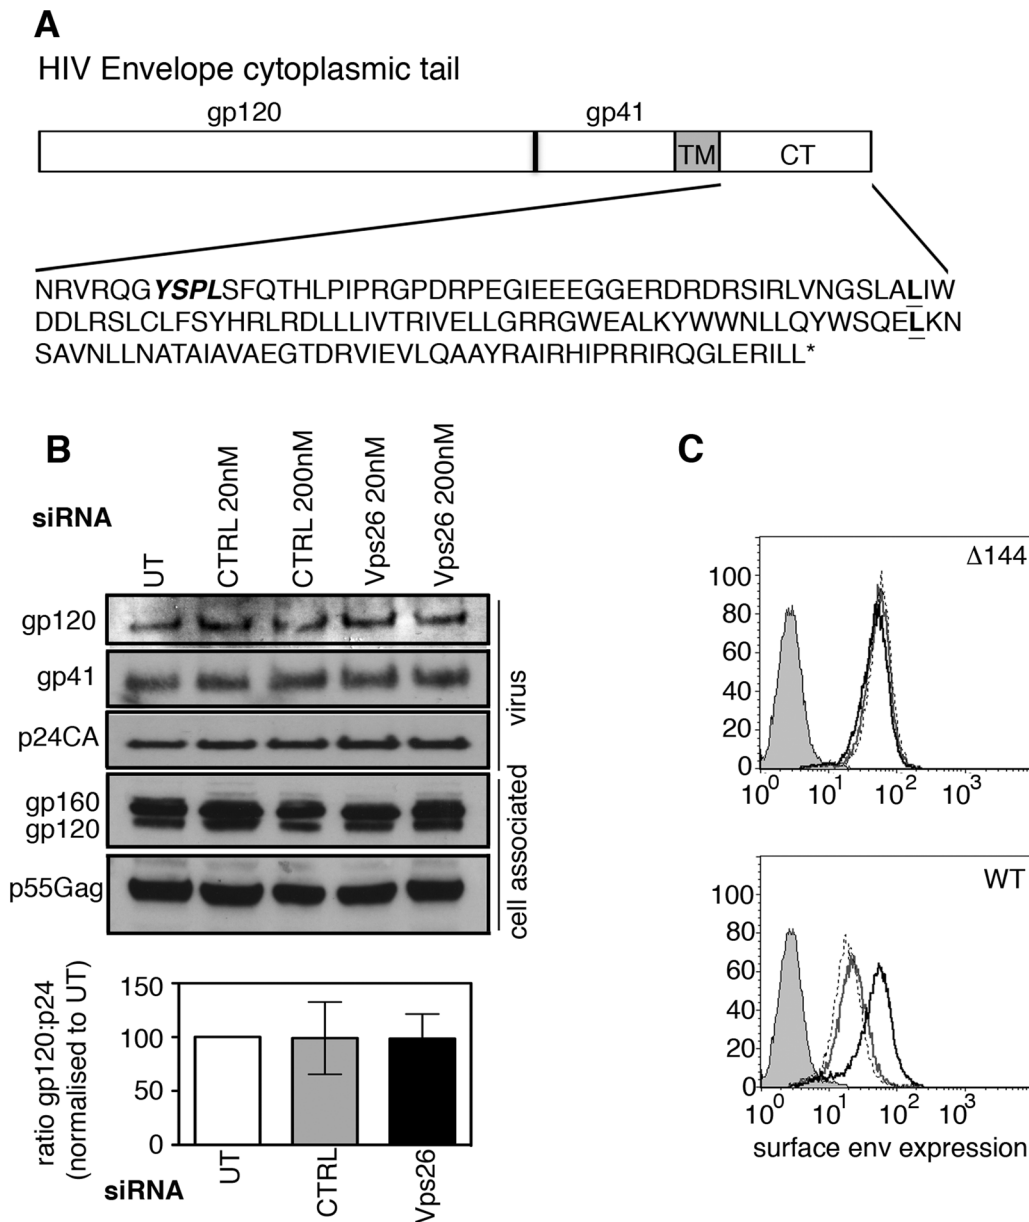 A
HIV Envelope cytoplasmic tail
gp120 gp41
TM CT
NRVRQGYSPLSFQTHLPIPRGPDRPEGIEEEGGERDRDRSIRLVNGSLALIW
DDLRSLCLFSYHRLRDLLLIVTRIVELLGRRGWEALKYWWNLLQYWSQELKN
SAVNLLNATAIAVAEGTDRVIEVLQAAYRAIRHIPRRIRQGLERILL*
B
siRNA
UT
CTRL 20nM
CTRL 200nM
Vps26 20nM
Vps26 200nM
gp120
gp41
p24CA
virus
gp160
gp120
p55Gag
cell associated
ratio gp120:p24
(normalised to UT)
150
100
50
0
siRNA
UT
CTRL
Vps26
C
Δ144
100
80
60
40
20
0
100 101 102 103
WT
100
80
60
40
20
0
100 101 102 103
surface env expression